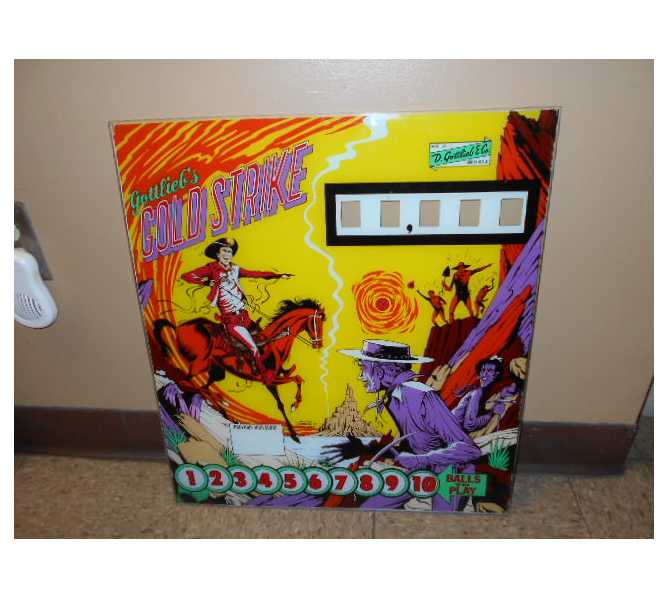 Gottlieb's
GOLD STRIKE
D. Gottlieb & Co.
1 2 3 4 5 6 7 8 9 10
BALLS
TO
PLAY